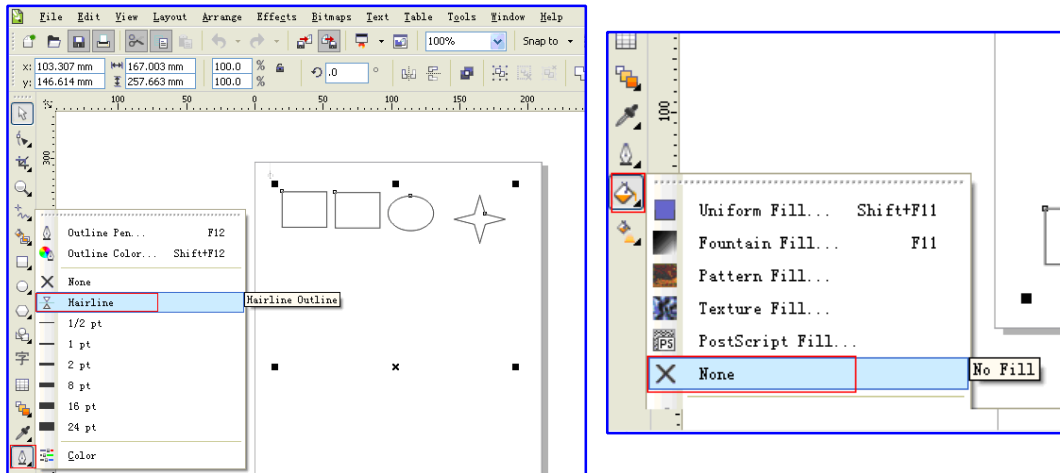 File Edit View Layout Arrange Effects Bitmaps Text Table Tools Window Help
100% Snap to
x: 103.307 mm 167.003 mm 100.0 % .0 °
y: 146.614 mm 257.663 mm 100.0 %
100 50 0 50 100 150 200
300
Outline Pen... F12
Outline Color... Shift+F12
None
Hairline
Hairline Outline
1/2 pt
1 pt
2 pt
8 pt
16 pt
24 pt
Color
字
100
Uniform Fill... Shift+F11
Fountain Fill... F11
Pattern Fill...
Texture Fill...
PS PostScript Fill...
None
No Fill